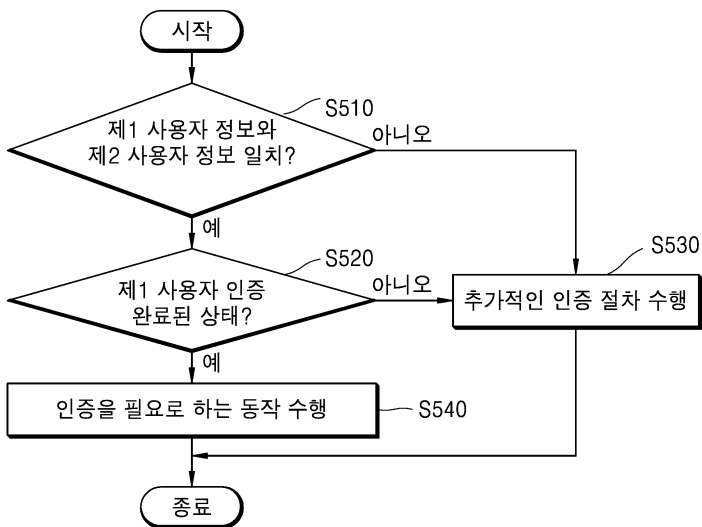 시작
S510
제1 사용자 정보와
제2 사용자 정보 일치?
아니오
예
S520
제1 사용자 인증
완료된 상태?
아니오
S530
추가적인 인증 절차 수행
예
인증을 필요로 하는 동작 수행
S540
종료